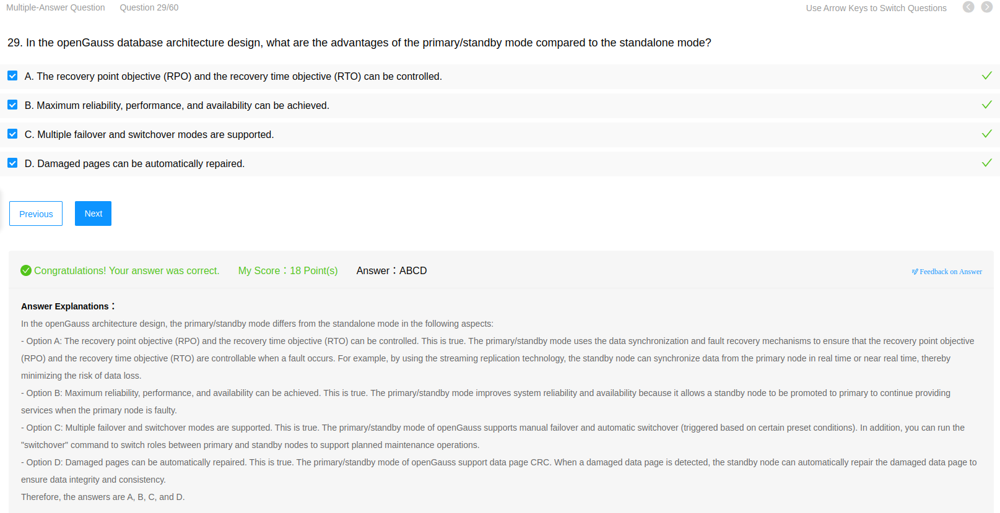 Multiple-Answer Question Question 29/60 Use Arrow Keys to Switch Questions
29. In the openGauss database architecture design, what are the advantages of the primary/standby mode compared to the standalone mode?
A. The recovery point objective (RPO) and the recovery time objective (RTO) can be controlled.
B. Maximum reliability, performance, and availability can be achieved.
C. Multiple failover and switchover modes are supported.
D. Damaged pages can be automatically repaired.
Previous Next
Congratulations! Your answer was correct. My Score：18 Point(s) Answer：ABCD Feedback on Answer
Answer Explanations：
In the openGauss architecture design, the primary/standby mode differs from the standalone mode in the following aspects:
- Option A: The recovery point objective (RPO) and the recovery time objective (RTO) can be controlled. This is true. The primary/standby mode uses the data synchronization and fault recovery mechanisms to ensure that the recovery point objective
(RPO) and the recovery time objective (RTO) are controllable when a fault occurs. For example, by using the streaming replication technology, the standby node can synchronize data from the primary node in real time or near real time, thereby
minimizing the risk of data loss.
- Option B: Maximum reliability, performance, and availability can be achieved. This is true. The primary/standby mode improves system reliability and availability because it allows a standby node to be promoted to primary to continue providing
services when the primary node is faulty.
- Option C: Multiple failover and switchover modes are supported. This is true. The primary/standby mode of openGauss supports manual failover and automatic switchover (triggered based on certain preset conditions). In addition, you can run the
"switchover" command to switch roles between primary and standby nodes to support planned maintenance operations.
- Option D: Damaged pages can be automatically repaired. This is true. The primary/standby mode of openGauss support data page CRC. When a damaged data page is detected, the standby node can automatically repair the damaged data page to
ensure data integrity and consistency.
Therefore, the answers are A, B, C, and D.